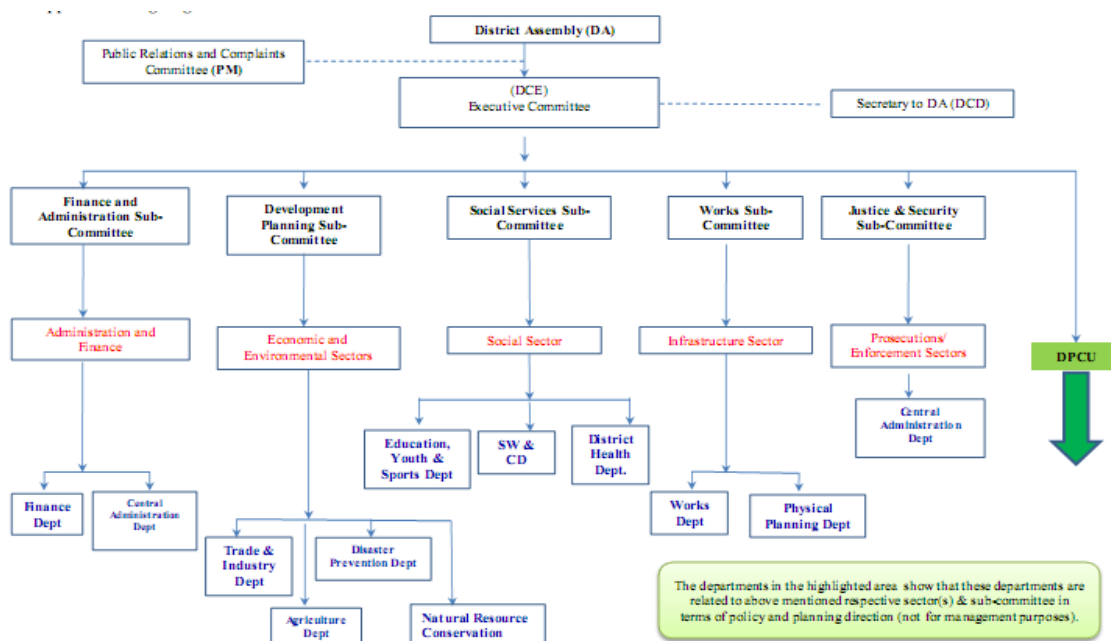 District Assembly (DA)
Public Relations and Complaints
Committee (PM)
(DCE)
Executive Committee
Secretary to DA (DCD)
Finance and
Administration Sub-
Committee
Development
Planning Sub-
Committee
Social Services Sub-
Committee
Works Sub-
Committee
Justice & Security
Sub-Committee
Administration and
Finance
Economic and
Environmental Sectors
Social Sector
Infrastructure Sector
Prosecutions/
Enforcement Sectors
DPCU
Education,
Youth &
Sports Dept
SW &
CD
District
Health
Dept.
Central
Administration
Dept
Finance
Dept
Central
Administration
Dept
Works
Dept
Physical
Planning Dept
Trade &
Industry
Dept
Disaster
Prevention Dept
Agriculture
Dept
Natural Resource
Conservation
The departments in the highlighted area show that these departments are
related to above mentioned respective sector(s) & sub-committee in
terms of policy and planning direction (not for management purposes).